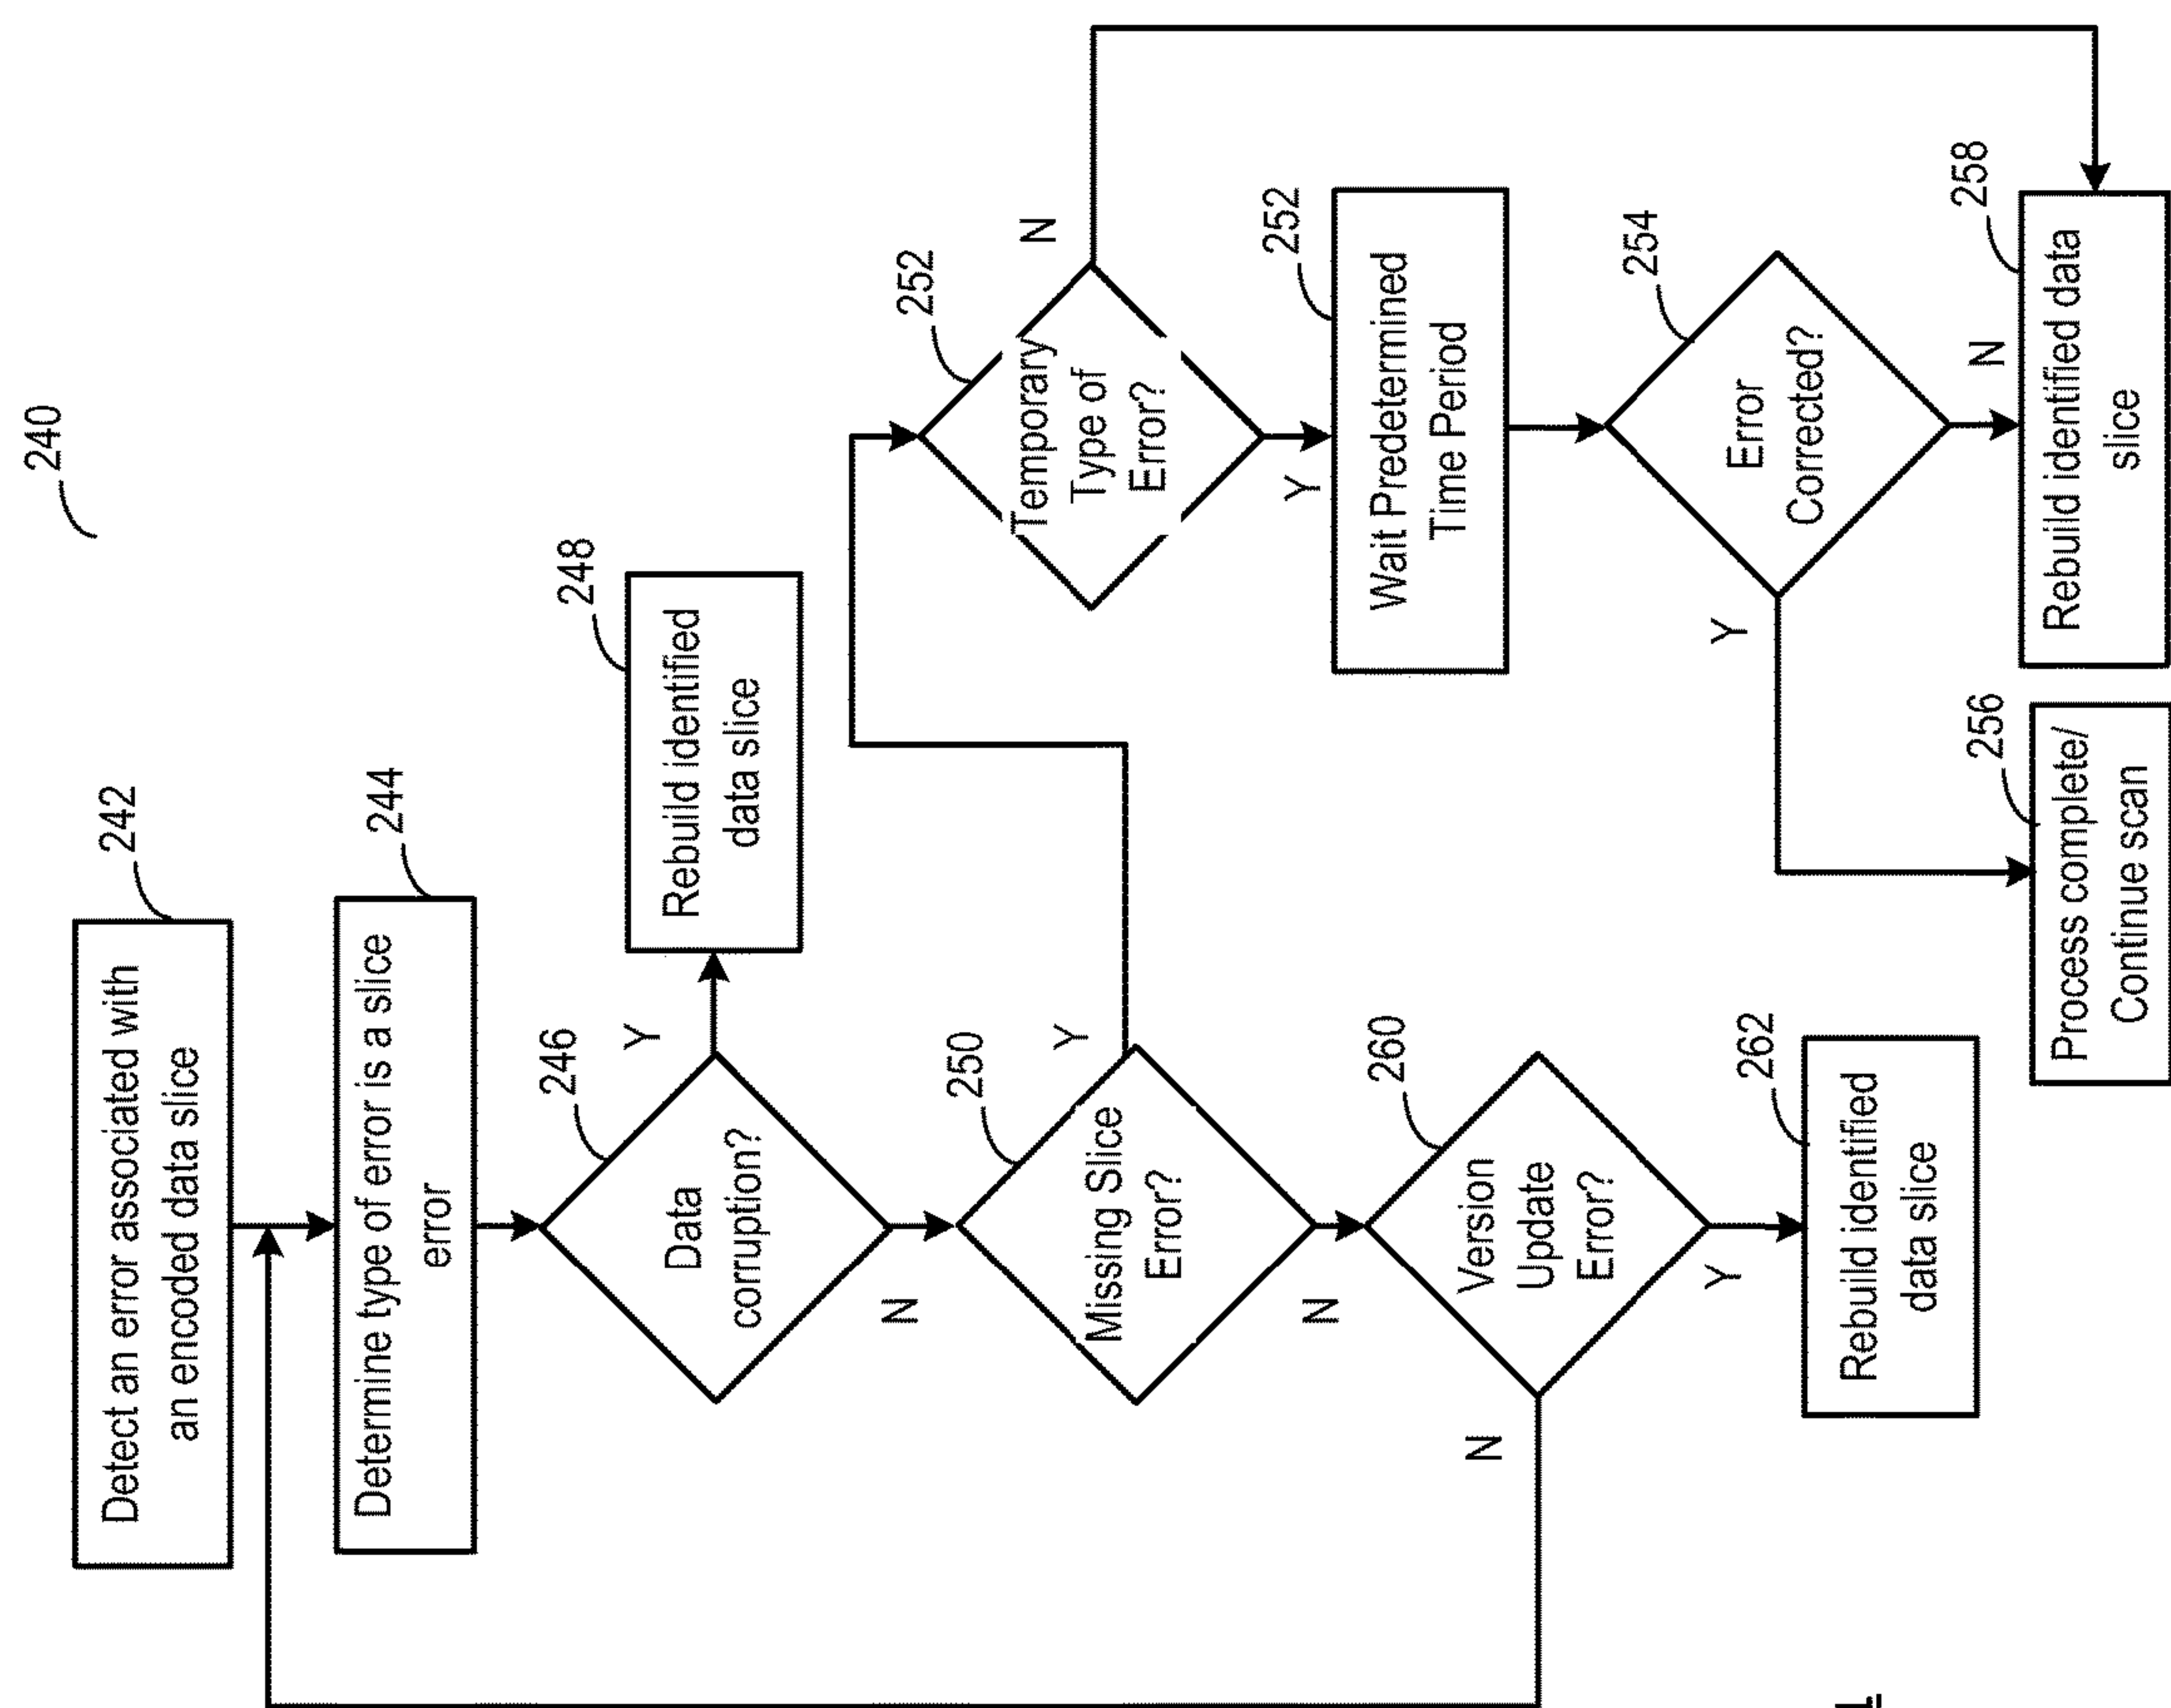 240
242
Detect an error associated with
an encoded data slice
244
Determine type of error is a slice
error
246
Data
corruption?
Y
N
248
Rebuild identified
data slice
250
Missing Slice
Error?
Y
N
252
Temporary
Type of
Error?
N
Y
252
Wait Predetermined
Time Period
254
Error
Corrected?
Y
N
256
Process complete/
Continue scan
258
Rebuild identified data
slice
260
Version
Update
Error?
N
Y
262
Rebuild identified
data slice